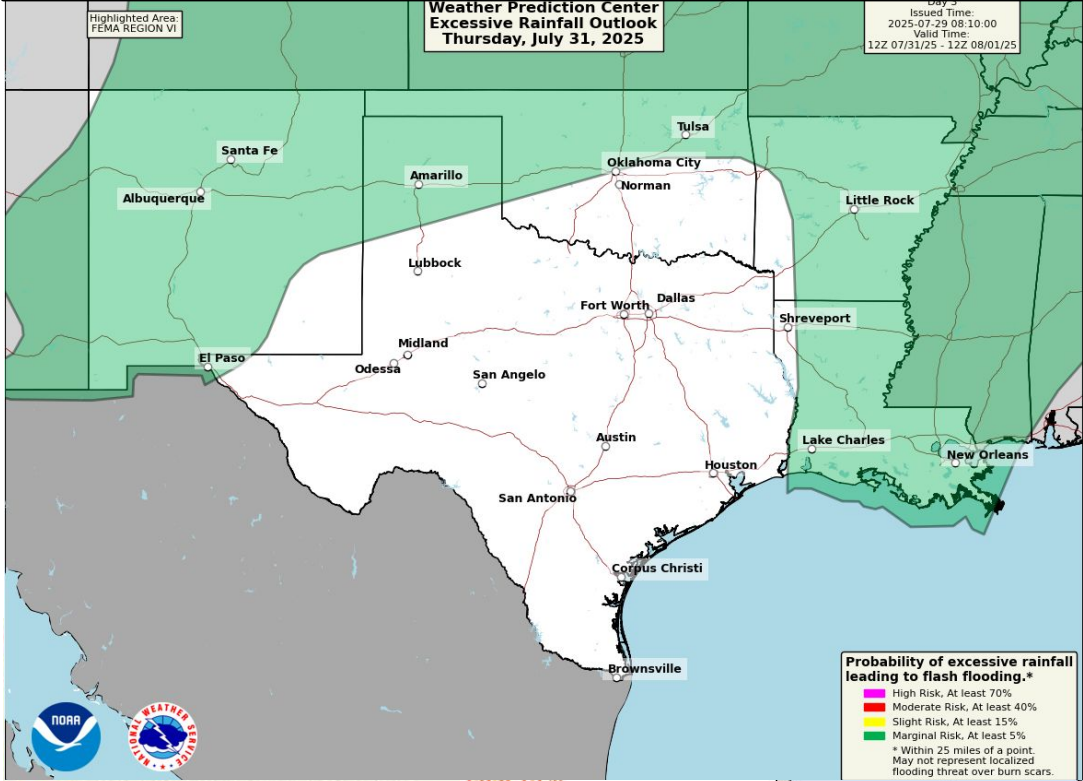 Highlighted Area:
FEMA REGION VI
Weather Prediction Center
Excessive Rainfall Outlook
Thursday, July 31, 2025
Day 3
Issued Time:
2025-07-29 08:10:00
Valid Time:
12Z 07/31/25 - 12Z 08/01/25
Tulsa
Santa Fe
Oklahoma City
Amarillo
Norman
Albuquerque
Little Rock
Lubbock
Fort Worth
Dallas
Shreveport
Midland
El Paso
Odessa
San Angelo
Austin
Lake Charles
New Orleans
Houston
San Antonio
Corpus Christi
Brownsville
Probability of excessive rainfall
leading to flash flooding.*
High Risk, At least 70%
Moderate Risk, At least 40%
Slight Risk, At least 15%
Marginal Risk, At least 5%
* Within 25 miles of a point.
May not represent localized
flooding threat over burn scars.
NOAA
NATIONAL WEATHER SERVICE